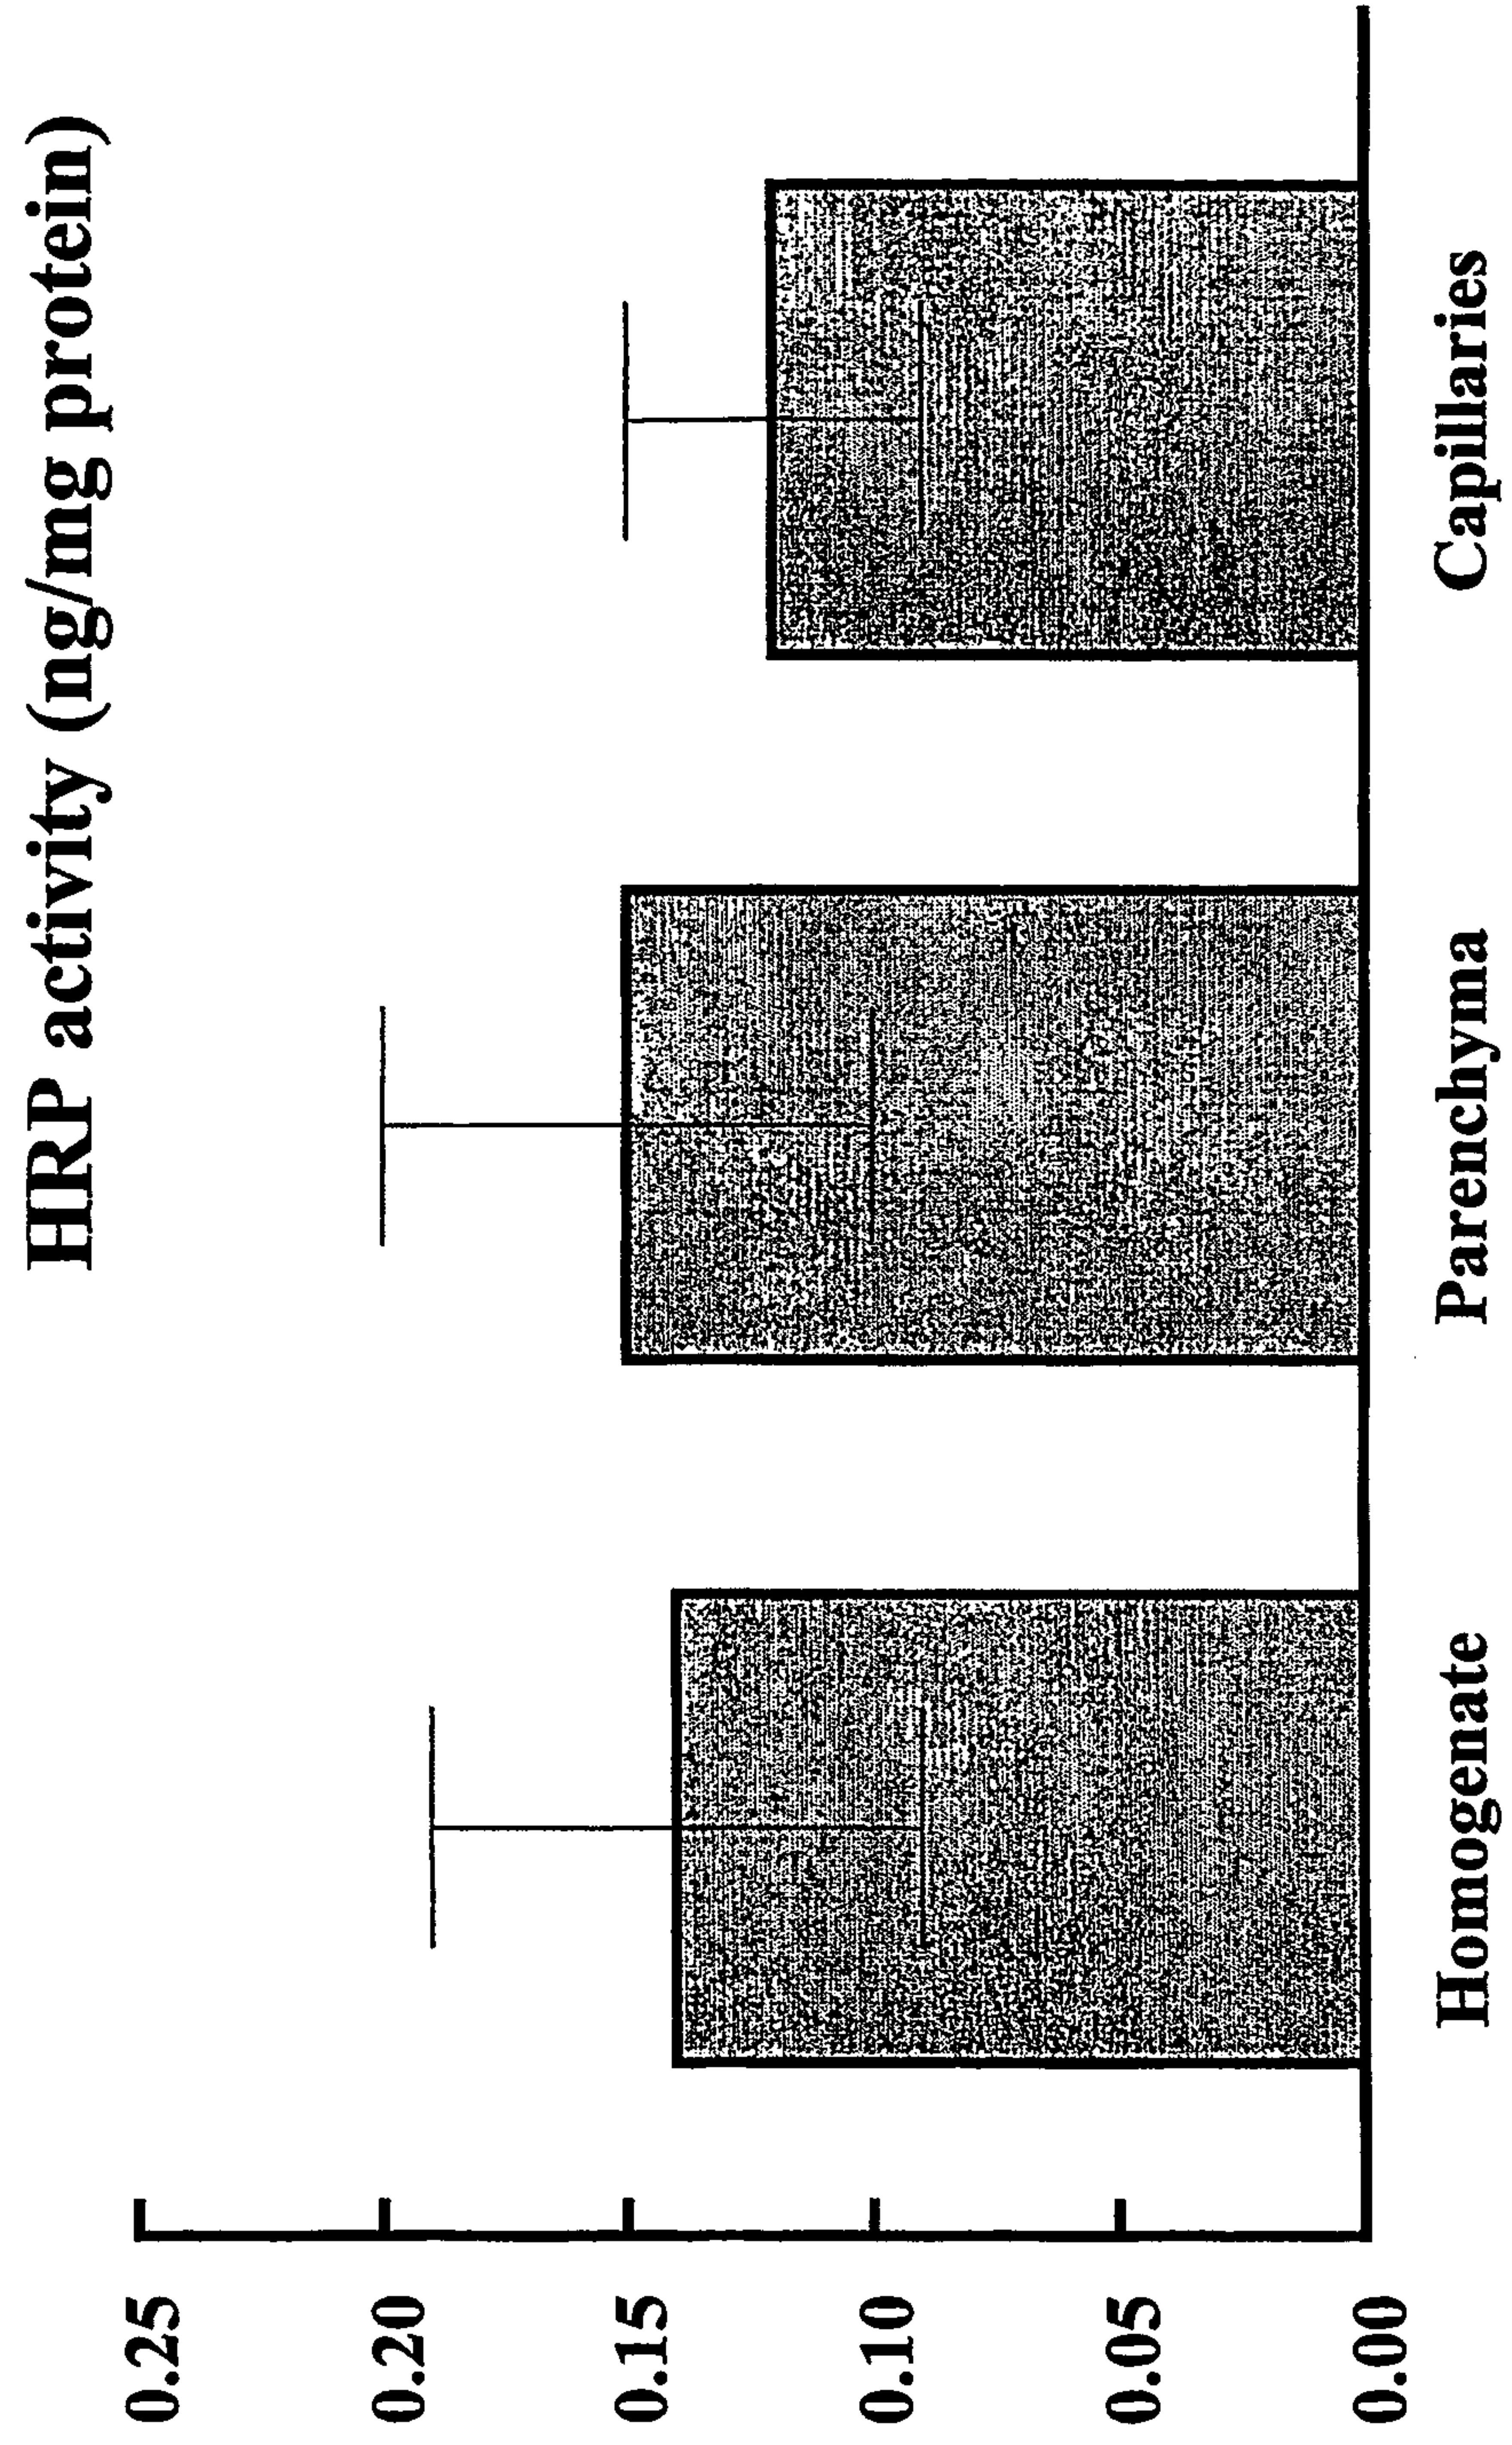 HRP activity (ng/mg protein)
0.25
0.20
0.15
0.10
0.05
0.00
Homogenate
Parenchyma
Capillaries